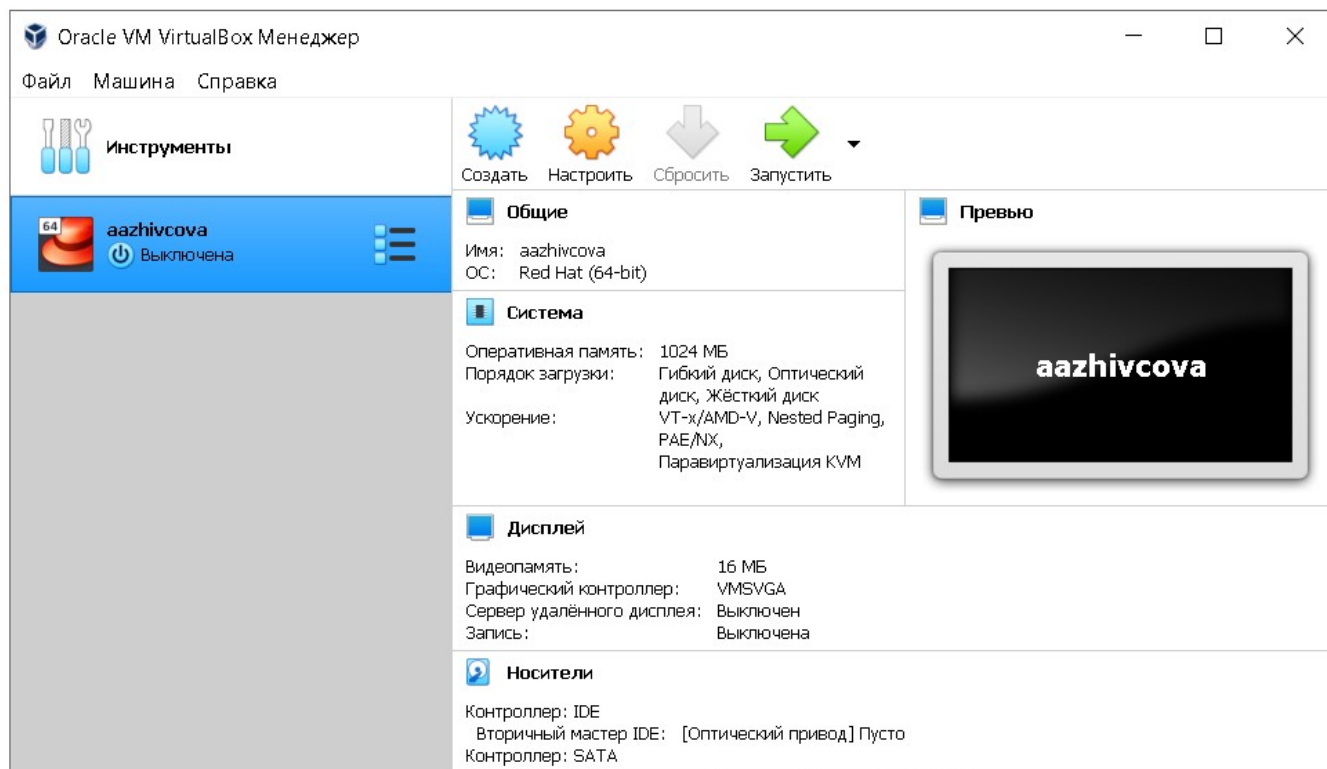 Oracle VM VirtualBox Менеджер
Файл Машина Справка
Инструменты
64
aazhivcova
Выключена
Создать Настроить Сбросить Запустить
Общие
Имя: aazhivcova
ОС: Red Hat (64-bit)
Превью
aazhivcova
Система
Оперативная память: 1024 МБ
Порядок загрузки: Гибкий диск, Оптический
диск, Жёсткий диск
Ускорение: VT-x/AMD-V, Nested Paging,
PAE/NX,
Паравиртуализация KVM
Дисплей
Видеопамять: 16 МБ
Графический контроллер: VMSVGA
Сервер удалённого дисплея: Выключен
Запись: Выключена
Носители
Контроллер: IDE
Вторичный мастер IDE: [Оптический привод] Пусто
Контроллер: SATA